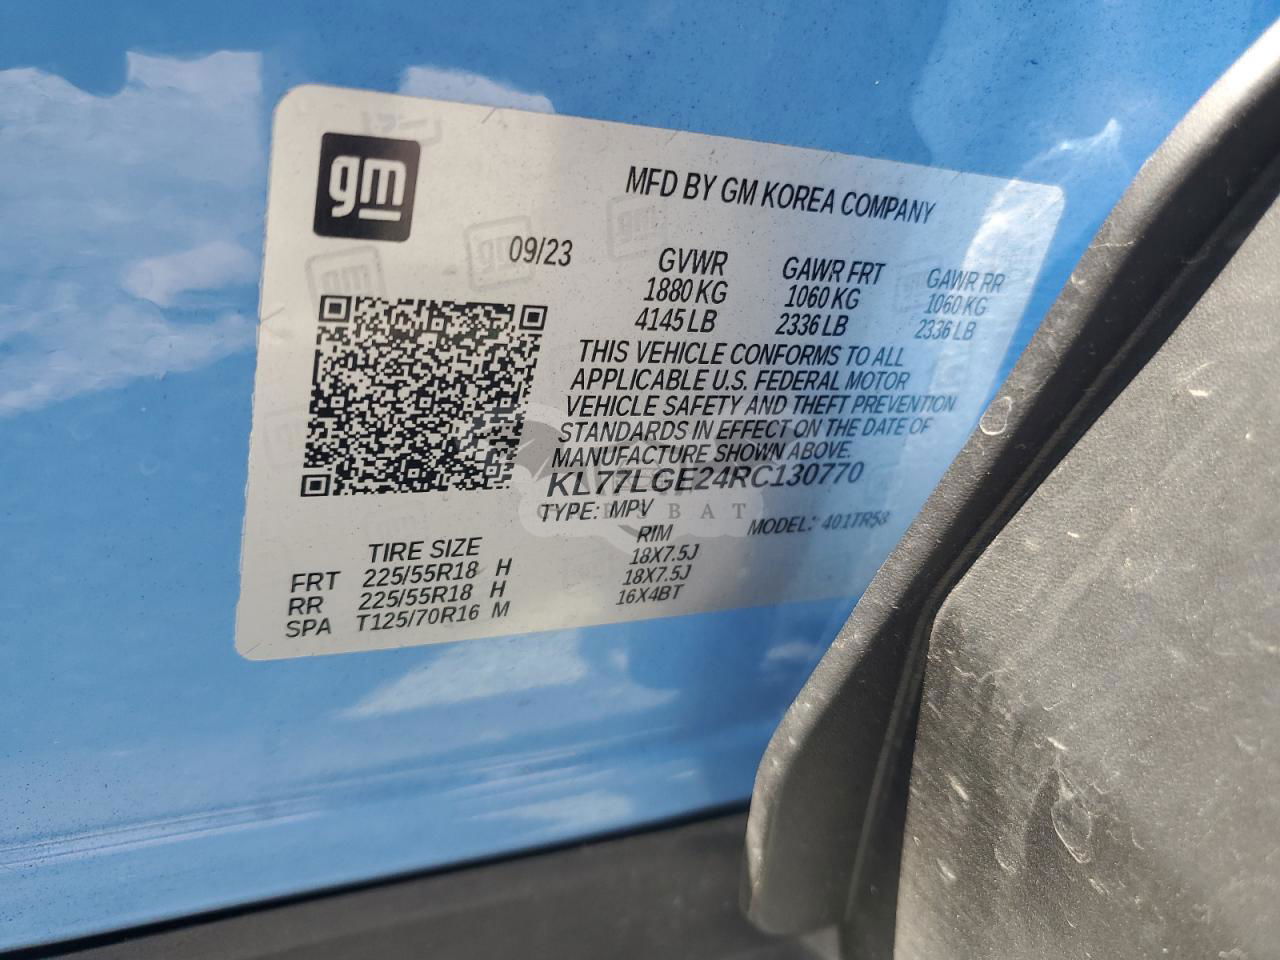 gm
MFD BY GM KOREA COMPANY
09/23
GVWR GAWR FRT GAWR RR
1880 KG 1060 KG 1060 KG
4145 LB 2336 LB 2336 LB
THIS VEHICLE CONFORMS TO ALL
APPLICABLE U.S. FEDERAL MOTOR
VEHICLE SAFETY AND THEFT PREVENTION
STANDARDS IN EFFECT ON THE DATE OF
MANUFACTURE SHOWN ABOVE.
KL77LGE24RC130770
TYPE: MPV MODEL: 401TR58
TIRE SIZE RIM
FRT 225/55R18 H 18X7.5J
RR 225/55R18 H 18X7.5J
SPA T125/70R16 M 16X4BT